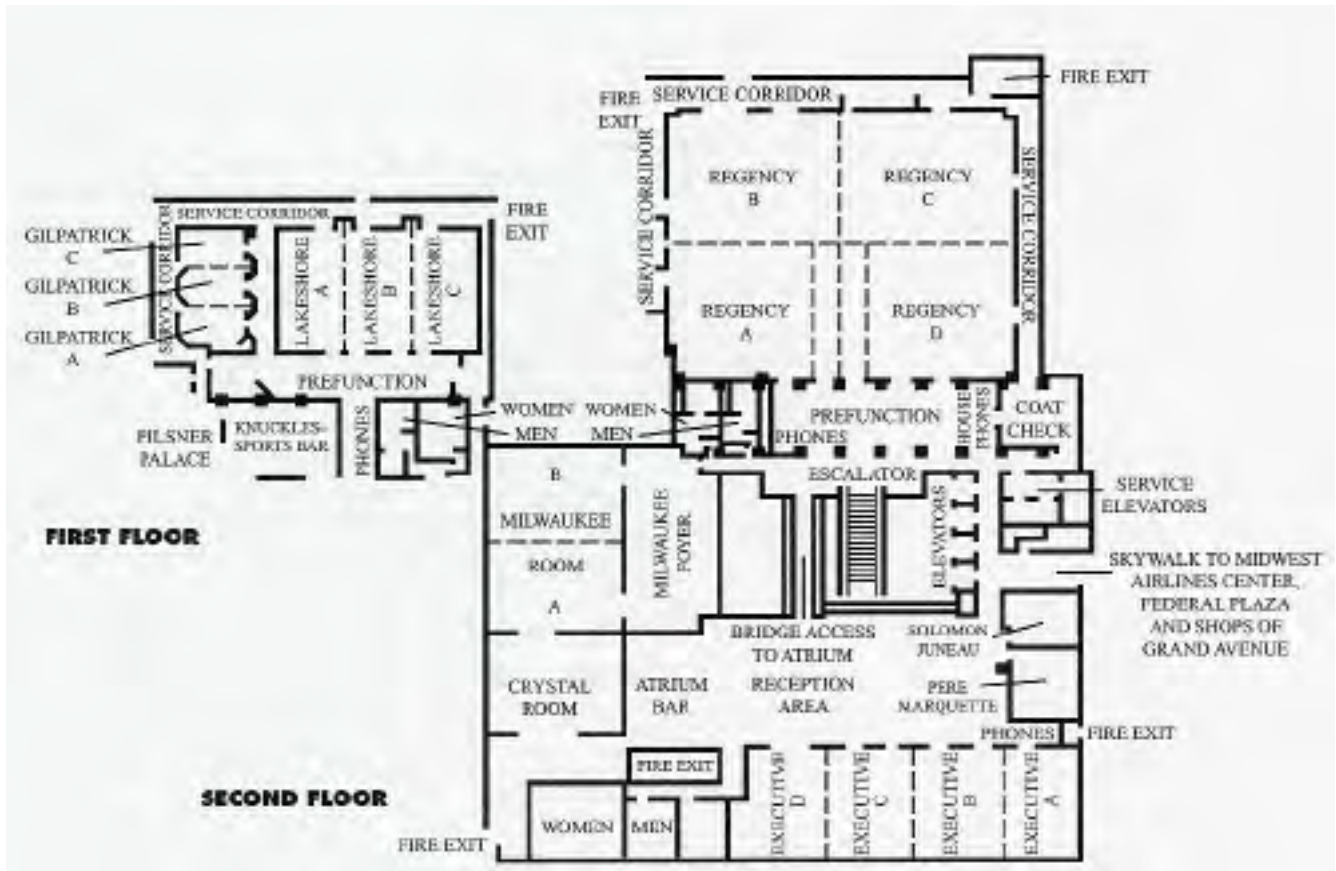 FIRE EXIT
FIRE
EXIT
SERVICE CORRIDOR
SERVICE CORRIDOR
SERVICE CORRIDOR
REGENCY
B
REGENCY
C
REGENCY
A
REGENCY
D
SERVICE CORRIDOR
SERVICE CORRIDOR
FIRE
EXIT
GILPATRICK
C
GILPATRICK
B
GILPATRICK
A
LAKESHORE
A
LAKESHORE
B
LAKESHORE
C
PREFUNCTION
PILSNER
PALACE
KNUCKLES-
SPORTS BAR
PHONES
WOMEN
MEN
FIRST FLOOR
WOMEN
MEN
PHONES
PREFUNCTION
HOUSE
PHONES
COAT
CHECK
ESCALATOR
ELEVATORS
SERVICE
ELEVATORS
B
MILWAUKEE
ROOM
A
MILWAUKEE
FOYER
SKYWALK TO MIDWEST
AIRLINES CENTER,
FEDERAL PLAZA
AND SHOPS OF
GRAND AVENUE
BRIDGE ACCESS
TO ATRIUM
SOLOMON
JUNEAU
CRYSTAL
ROOM
ATRIUM
BAR
RECEPTION
AREA
PERE
MARQUETTE
PHONES
FIRE EXIT
FIRE EXIT
SECOND FLOOR
EXECUTIVE
D
EXECUTIVE
C
EXECUTIVE
B
EXECUTIVE
A
WOMEN
MEN
FIRE EXIT